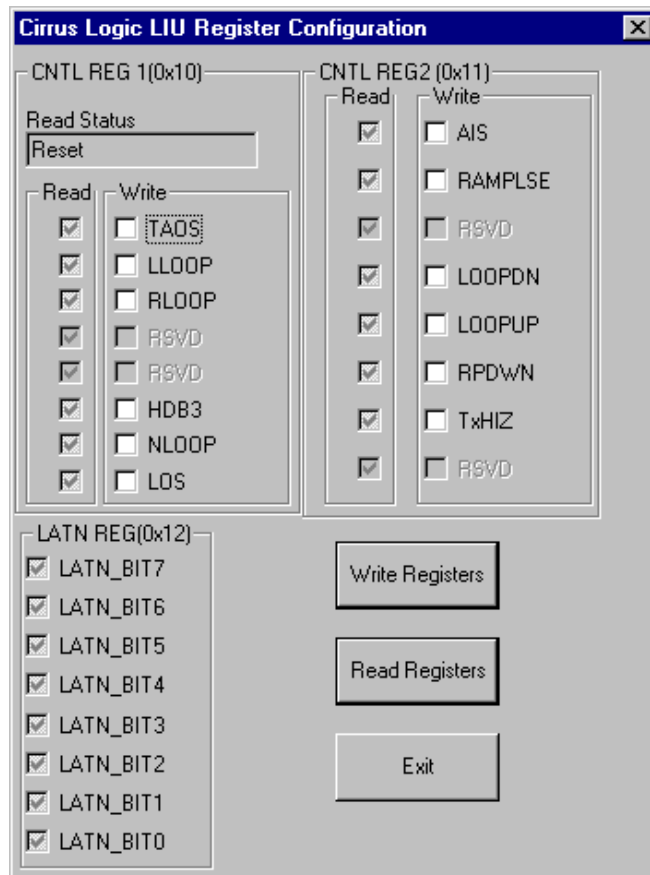 Cirrus Logic LIU Register Configuration
CNTL REG 1(0x10)
Read Status
Reset
Read Write
TAOS
LLOOP
RLOOP
RSVD
RSVD
HDB3
NLOOP
LOS
CNTL REG2 (0x11)
Read Write
AIS
RAMPLSE
RSVD
LOOPDN
LOOPUP
RPDWN
TxHIZ
RSVD
LATN REG(0x12)
LATN_BIT7
LATN_BIT6
LATN_BIT5
LATN_BIT4
LATN_BIT3
LATN_BIT2
LATN_BIT1
LATN_BIT0
Write Registers
Read Registers
Exit